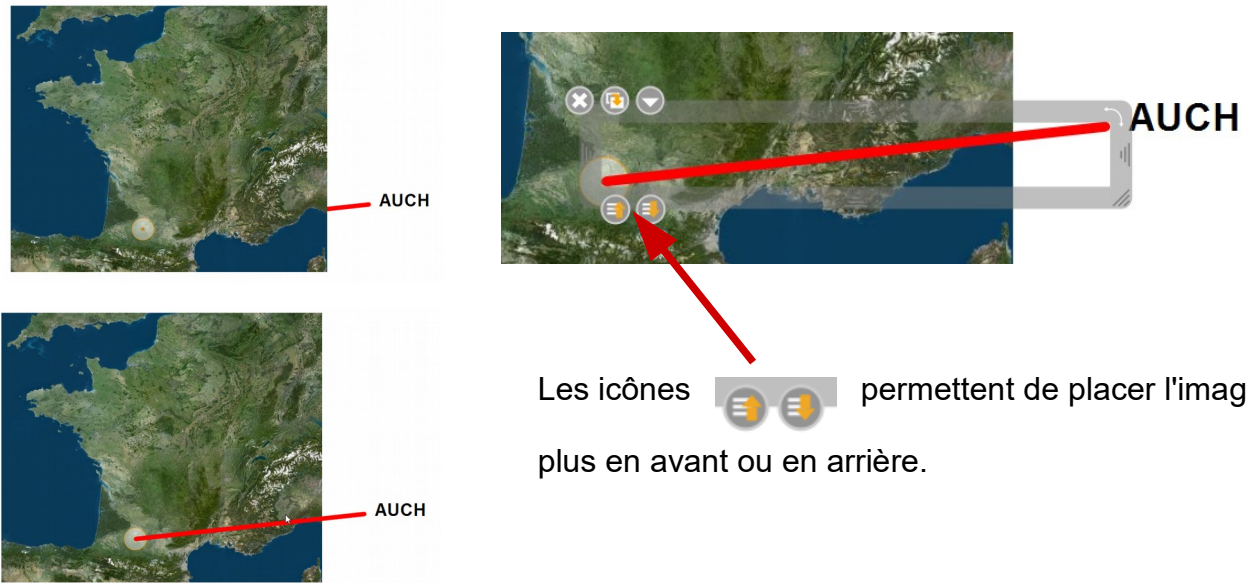 AUCH
AUCH
AUCH
Les icônes permettent de placer l'imag
plus en avant ou en arrière.